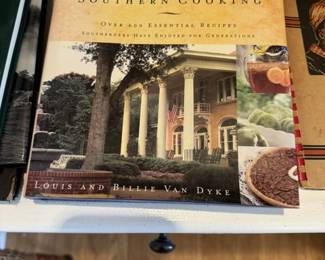 SOUTHERN COOKING
OVER 400 ESSENTIAL RECIPES
SOUTHERNERS HAVE ENJOYED FOR GENERATIONS
LOUIS AND BILLIE VAN DYKE